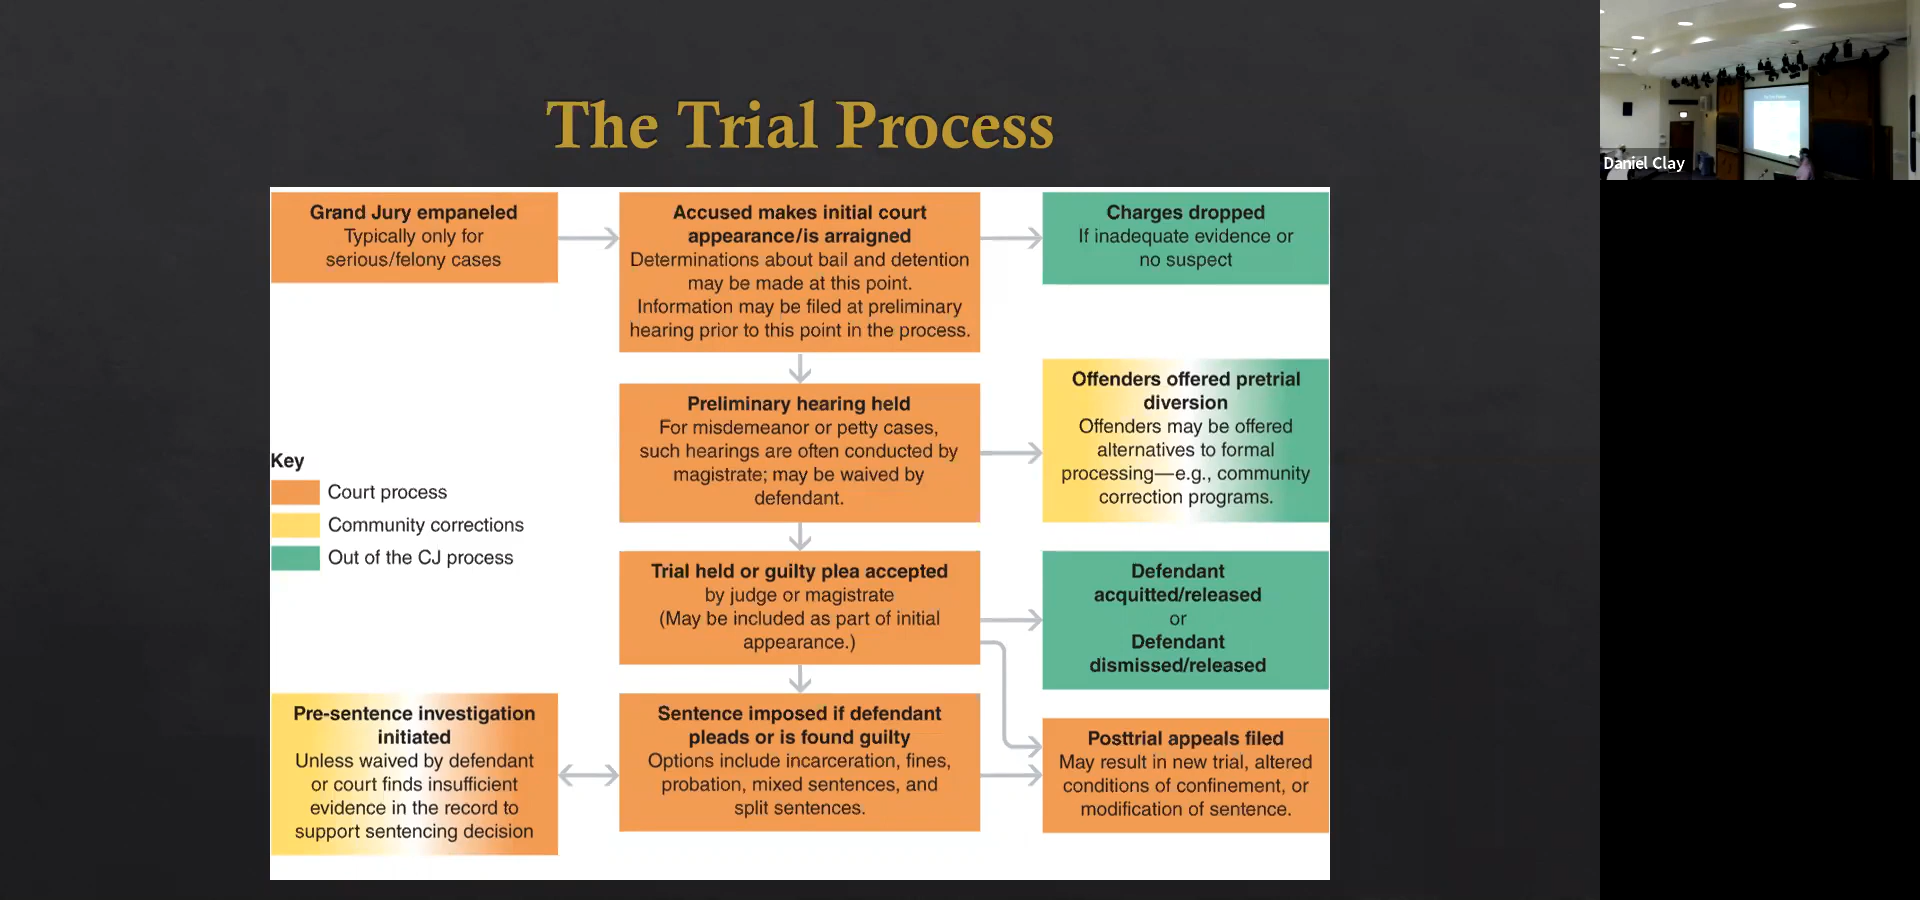 The Trial Process
Grand Jury empaneled
Typically only for
serious/felony cases
Accused makes initial court
appearance/is arraigned
Determinations about bail and detention
may be made at this point.
Information may be filed at preliminary
hearing prior to this point in the process.
Charges dropped
If inadequate evidence or
no suspect
Preliminary hearing held
For misdemeanor or petty cases,
such hearings are often conducted by
magistrate; may be waived by
defendant.
Offenders offered pretrial
diversion
Offenders may be offered
alternatives to formal
processing—e.g., community
correction programs.
Key
Court process
Community corrections
Out of the CJ process
Trial held or guilty plea accepted
by judge or magistrate
(May be included as part of initial
appearance.)
Defendant
acquitted/released
or
Defendant
dismissed/released
Pre-sentence investigation
initiated
Unless waived by defendant
or court finds insufficient
evidence in the record to
support sentencing decision
Sentence imposed if defendant
pleads or is found guilty
Options include incarceration, fines,
probation, mixed sentences, and
split sentences.
Posttrial appeals filed
May result in new trial, altered
conditions of confinement, or
modification of sentence.
Daniel Clay